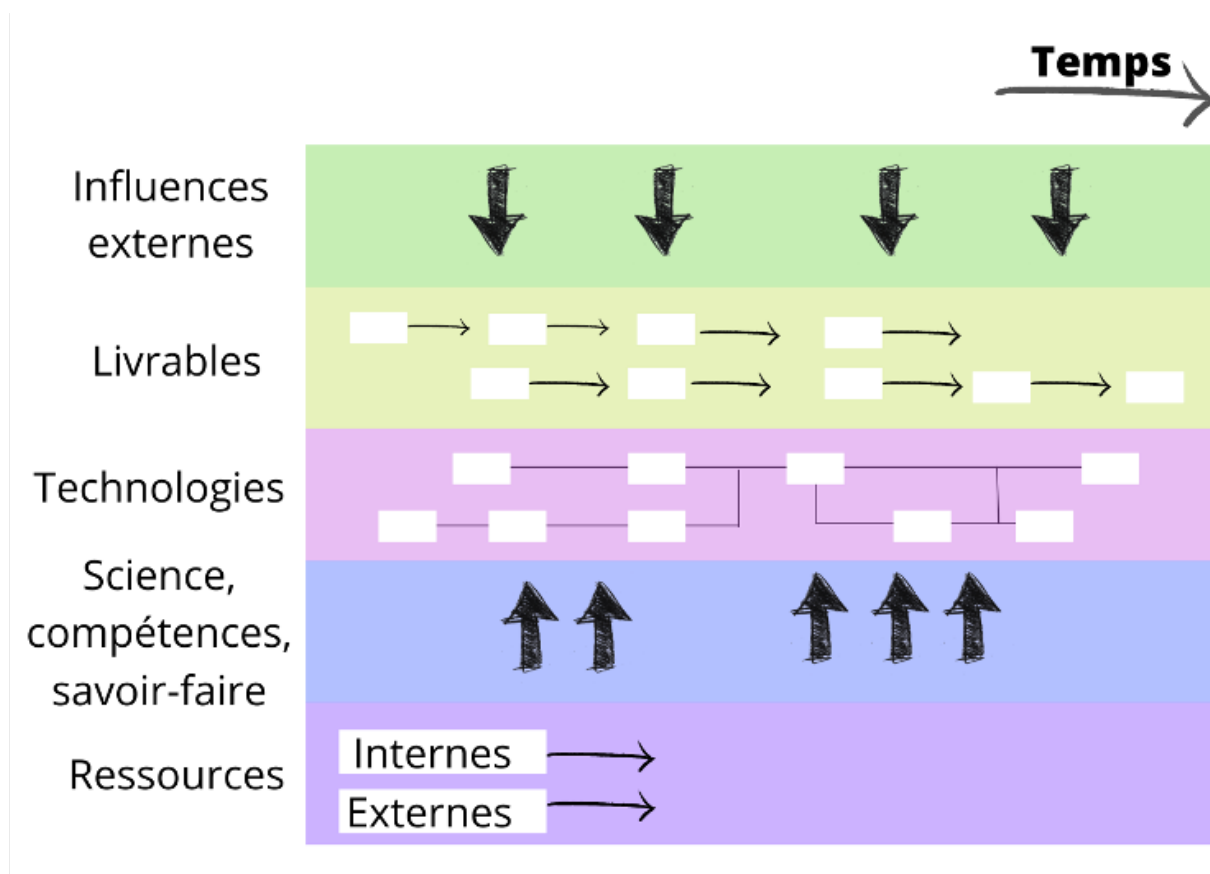 Temps
Influences
externes
Livrables
Technologies
Science,
compétences,
savoir-faire
Ressources
Internes
Externes